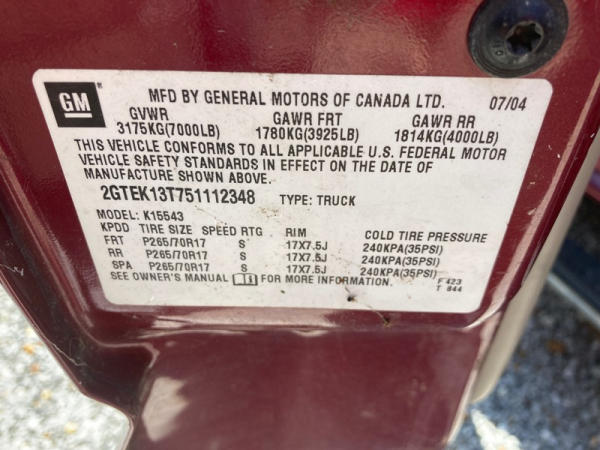 GM
MFD BY GENERAL MOTORS OF CANADA LTD. 07/04
GVWR GAWR FRT GAWR RR
3175KG(7000LB) 1780KG(3925LB) 1814KG(4000LB)
THIS VEHICLE CONFORMS TO ALL APPLICABLE U.S. FEDERAL MOTOR
VEHICLE SAFETY STANDARDS IN EFFECT ON THE DATE OF
MANUFACTURE SHOWN ABOVE.
2GTEK13T751112348 TYPE: TRUCK
MODEL: K15543
KPDD TIRE SIZE SPEED RTG RIM COLD TIRE PRESSURE
FRT P265/70R17 S 17X7.5J 240KPA(35PSI)
RR P265/70R17 S 17X7.5J 240KPA(35PSI)
SPA P265/70R17 S 17X7.5J 240KPA(35PSI)
SEE OWNER'S MANUAL FOR MORE INFORMATION. F 423
T 844